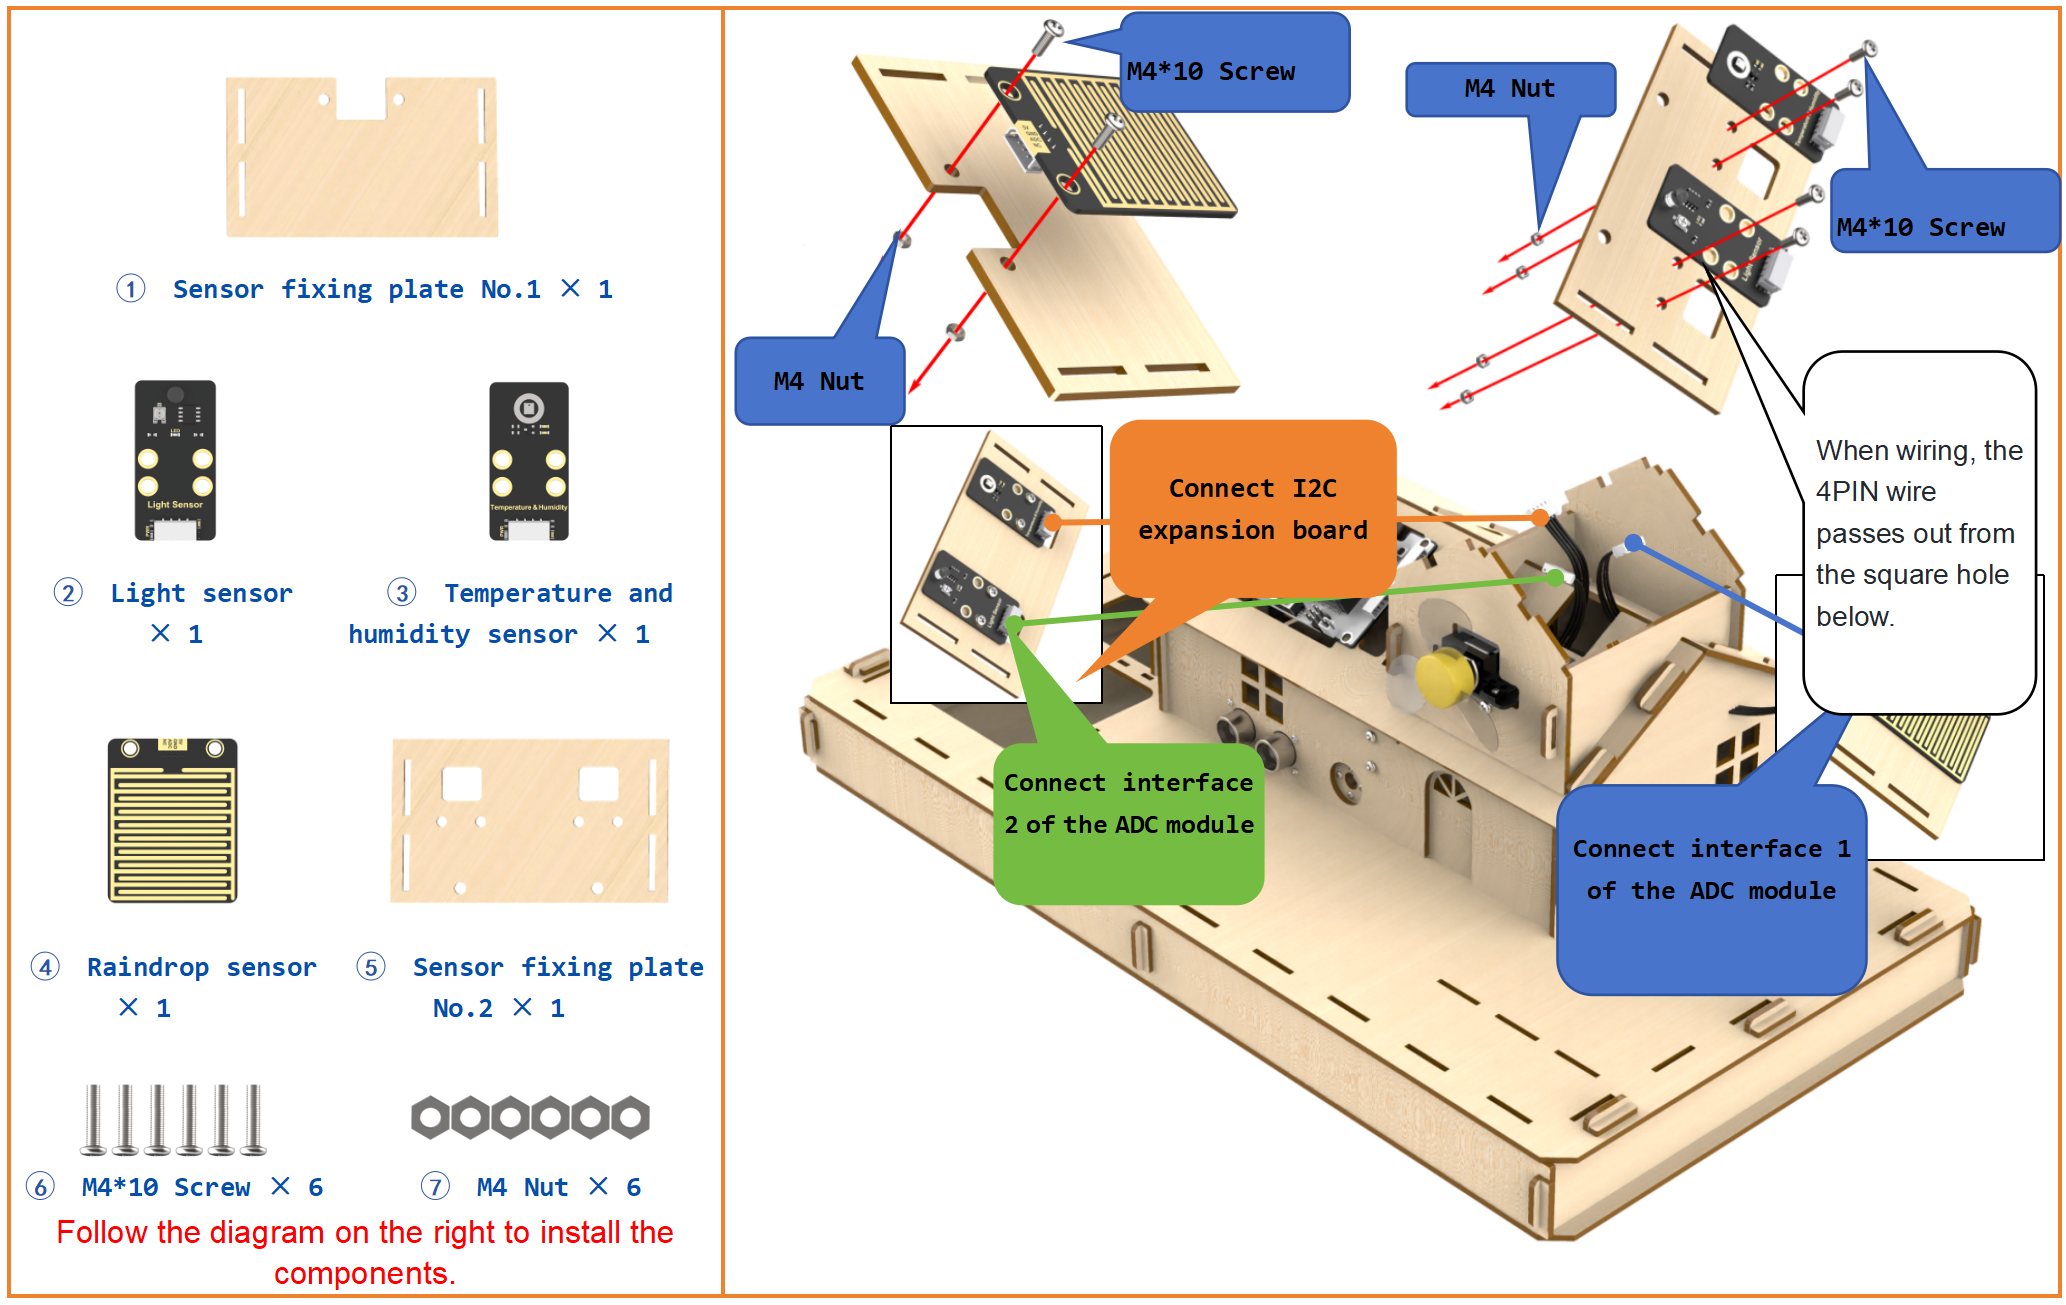 ① Sensor fixing plate No.1 × 1
Light Sensor
Temperature & Humidity
② Light sensor
× 1
③ Temperature and
humidity sensor × 1
④ Raindrop sensor
× 1
⑤ Sensor fixing plate
No.2 × 1
⑥ M4*10 Screw × 6
⑦ M4 Nut × 6
Follow the diagram on the right to install the
components.
M4*10 Screw
M4 Nut
M4 Nut
M4*10 Screw
Light Sensor
When wiring, the
4PIN wire
passes out from
the square hole
below.
Connect I2C
expansion board
Connect interface
2 of the ADC module
Connect interface 1
of the ADC module